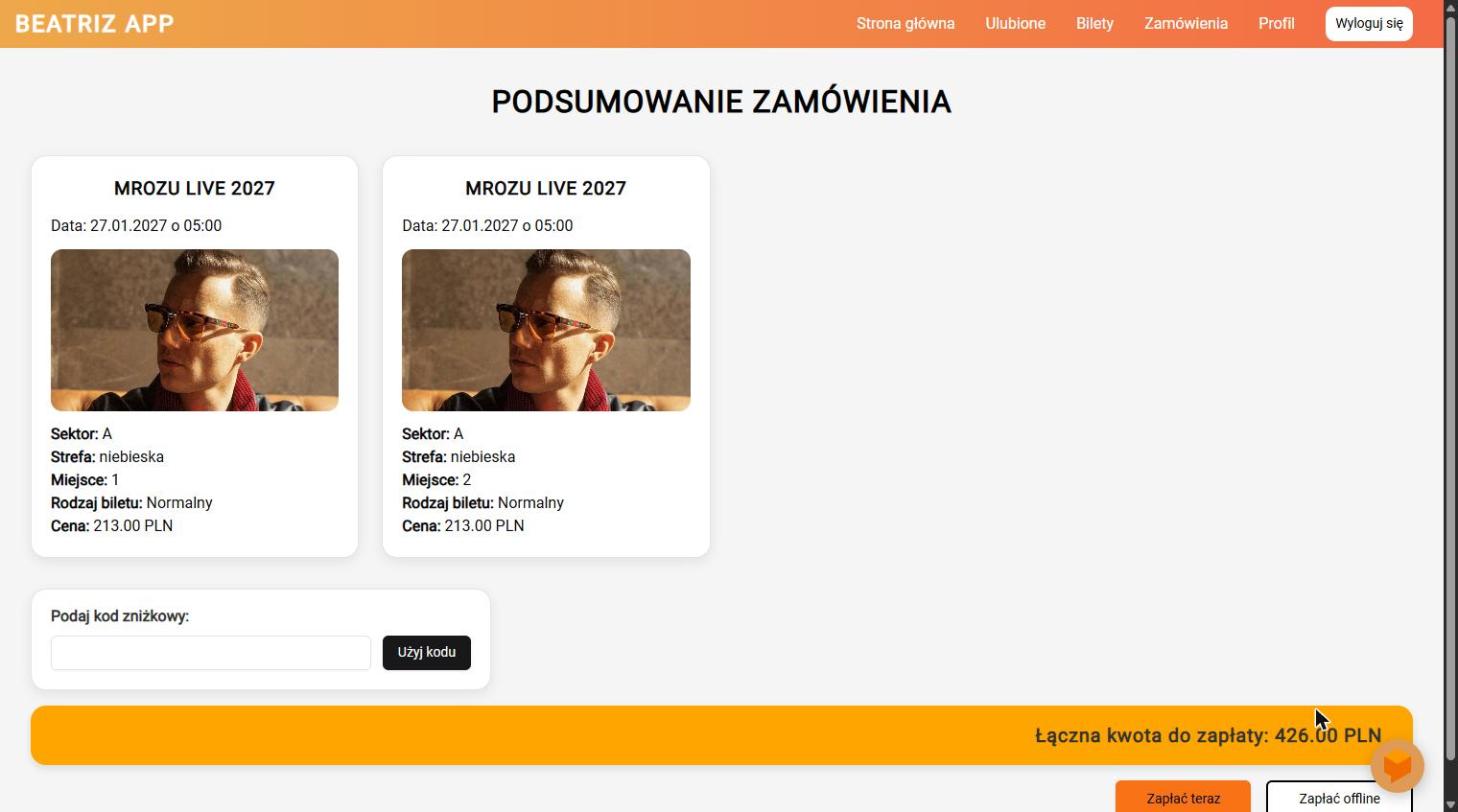 BEATRIZ APP
Strona główna
Ulubione
Bilety
Zamówienia
Profil
Wyloguj się
PODSUMOWANIE ZAMÓWIENIA
MROZU LIVE 2027
Data: 27.01.2027 o 05:00
Sektor: A
Strefa: niebieska
Miejsce: 1
Rodzaj biletu: Normalny
Cena: 213.00 PLN
MROZU LIVE 2027
Data: 27.01.2027 o 05:00
Sektor: A
Strefa: niebieska
Miejsce: 2
Rodzaj biletu: Normalny
Cena: 213.00 PLN
Podaj kod zniżkowy:
Użyj kodu
Łączna kwota do zapłaty: 426.00 PLN
Zapłać teraz
Zapłać offline